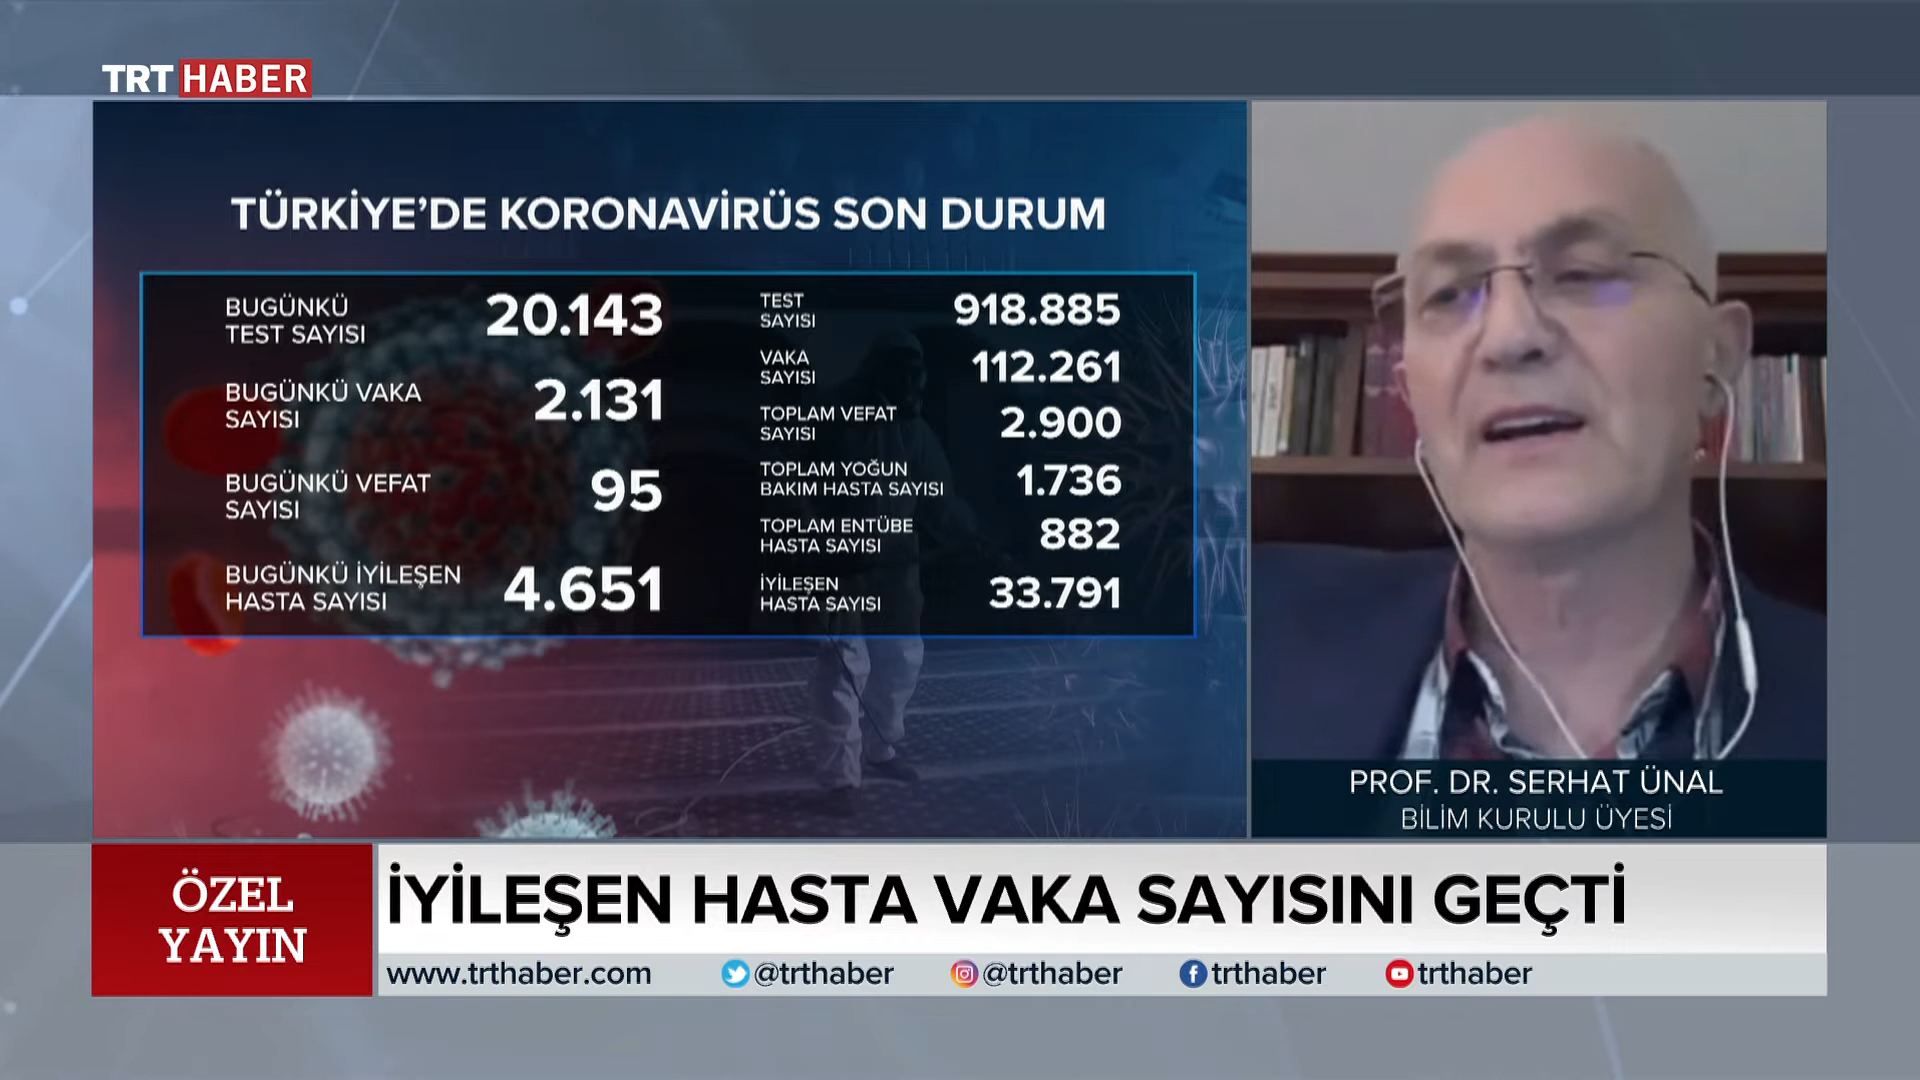 TRT HABER
TÜRKİYE'DE KORONAVİRÜS SON DURUM
BUGÜNKÜ
TEST SAYISI
20.143
BUGÜNKÜ VAKA
SAYISI
2.131
BUGÜNKÜ VEFAT
SAYISI
95
BUGÜNKÜ İYİLEŞEN
HASTA SAYISI
4.651
TEST
SAYISI
918.885
VAKA
SAYISI
112.261
TOPLAM VEFAT
SAYISI
2.900
TOPLAM YOĞUN
BAKIM HASTA SAYISI
1.736
TOPLAM ENTÜBE
HASTA SAYISI
882
İYİLEŞEN
HASTA SAYISI
33.791
PROF. DR. SERHAT ÜNAL
BİLİM KURULU ÜYESİ
ÖZEL
YAYIN
İYİLEŞEN HASTA VAKA SAYISINI GEÇTİ
www.trthaber.com @trthaber @trthaber trthaber trthaber